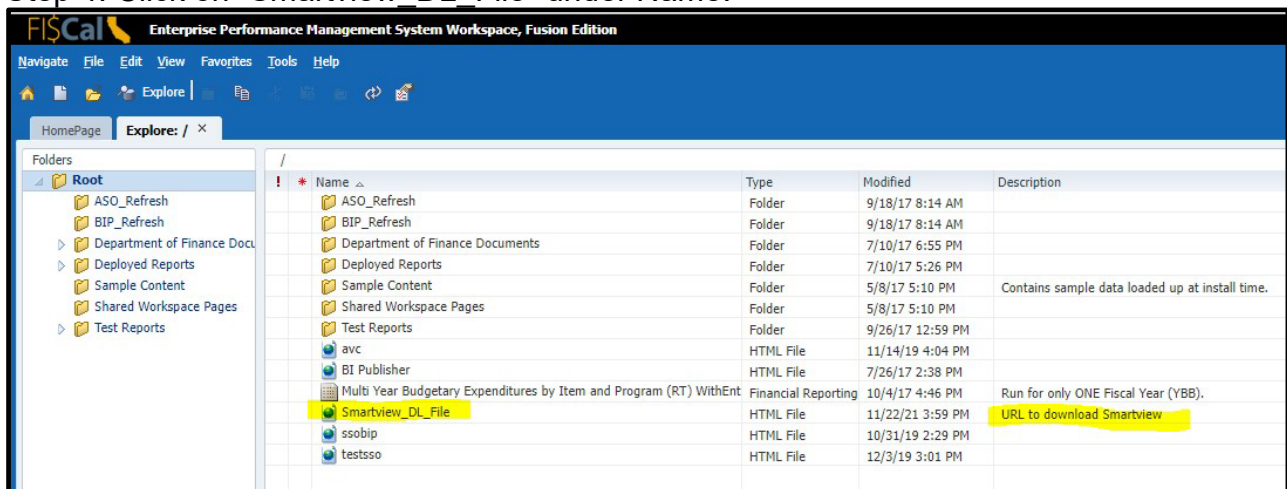 Step 4: Click on "Smartview_DL_File" under Name.
FI$Cal Enterprise Performance Management System Workspace, Fusion Edition
Navigate File Edit View Favorites Tools Help
Explore
HomePage Explore: / ×
Folders /
Root ! * Name Type Modified Description
ASO_Refresh ASO_Refresh Folder 9/18/17 8:14 AM
BIP_Refresh BIP_Refresh Folder 9/18/17 8:14 AM
Department of Finance Docu Department of Finance Documents Folder 7/10/17 6:55 PM
Deployed Reports Deployed Reports Folder 7/10/17 5:26 PM
Sample Content Sample Content Folder 5/8/17 5:10 PM Contains sample data loaded up at install time.
Shared Workspace Pages Shared Workspace Pages Folder 5/8/17 5:10 PM
Test Reports Test Reports Folder 9/26/17 12:59 PM
avc HTML File 11/14/19 4:04 PM
BI Publisher HTML File 7/26/17 2:38 PM
Multi Year Budgetary Expenditures by Item and Program (RT) WithEnt Financial Reporting 10/4/17 4:46 PM Run for only ONE Fiscal Year (YBB).
Smartview_DL_File HTML File 11/22/21 3:59 PM URL to download Smartview
ssobip HTML File 10/31/19 2:29 PM
testsso HTML File 12/3/19 3:01 PM